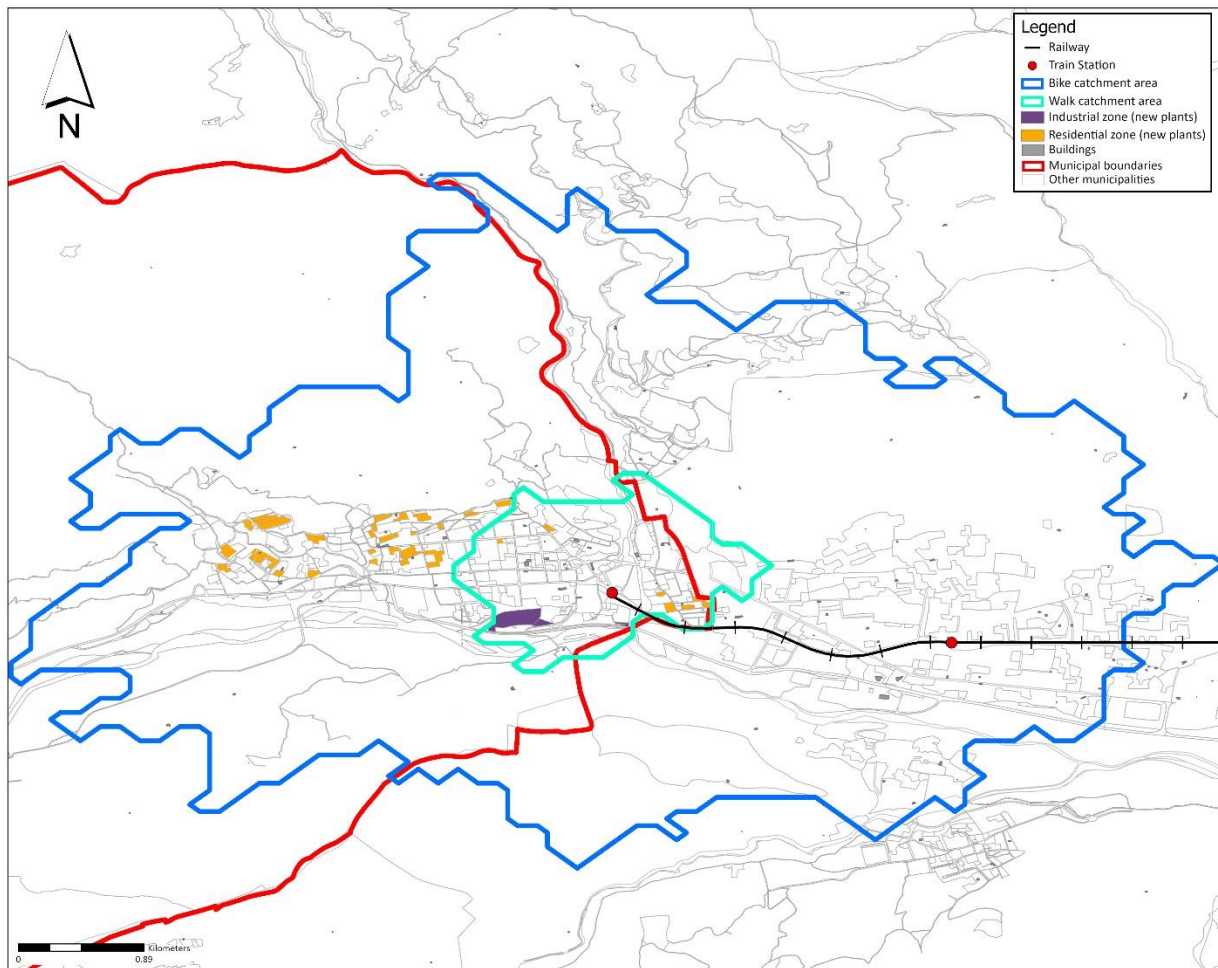 Legend
Railway
Train Station
Bike catchment area
Walk catchment area
Industrial zone (new plants)
Residential zone (new plants)
Buildings
Municipal boundaries
Other municipalities
N
Kilometers
0 0.89